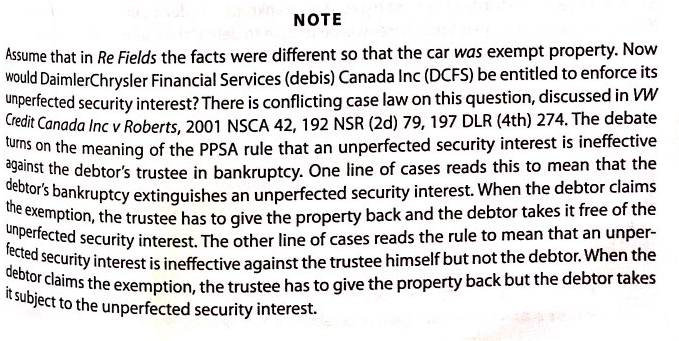 NOTE
Assume that in Re Fields the facts were different so that the car was exempt property. Now
would DaimlerChrysler Financial Services (debis) Canada Inc (DCFS) be entitled to enforce its
unperfected security interest? There is conflicting case law on this question, discussed in VW
Credit Canada Inc v Roberts, 2001 NSCA 42, 192 NSR (2d) 79, 197 DLR (4th) 274. The debate
turns on the meaning of the PPSA rule that an unperfected security interest is ineffective
against the debtor's trustee in bankruptcy. One line of cases reads this to mean that the
debtor's bankruptcy extinguishes an unperfected security interest. When the debtor claims
the exemption, the trustee has to give the property back and the debtor takes it free of the
unperfected security interest. The other line of cases reads the rule to mean that an unper-
fected security interest is ineffective against the trustee himself but not the debtor. When the
debtor claims the exemption, the trustee has to give the property back but the debtor takes
it subject to the unperfected security interest.